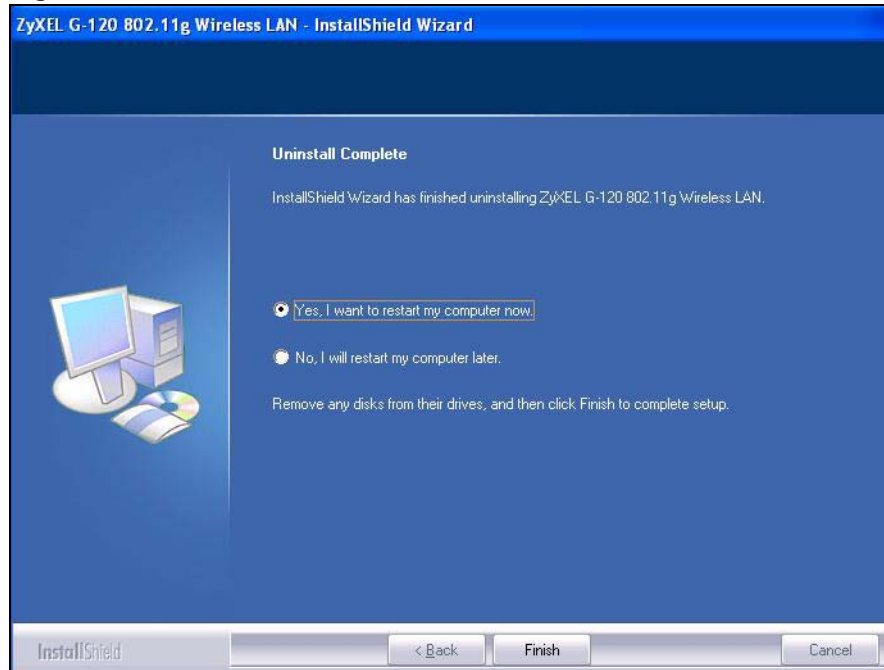 ZyXEL G-120 802.11g Wireless LAN - InstallShield Wizard
Uninstall Complete
InstallShield Wizard has finished uninstalling ZyXEL G-120 802.11g Wireless LAN.
Yes, I want to restart my computer now.
No, I will restart my computer later.
Remove any disks from their drives, and then click Finish to complete setup.
InstallShield
< Back
Finish
Cancel